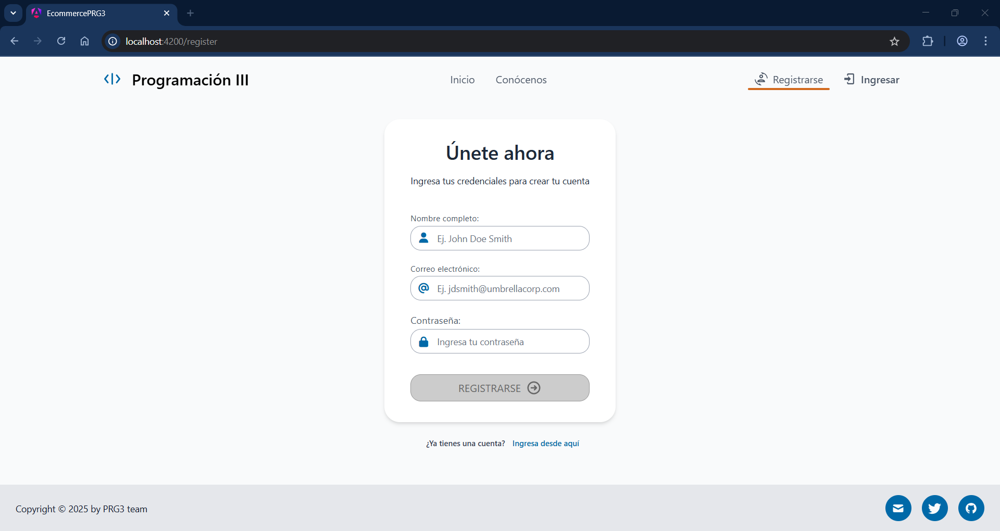 EcommercePRG3
localhost:4200/register
Programación III
Inicio
Conócenos
Registrarse
Ingresar
Únete ahora
Ingresa tus credenciales para crear tu cuenta
Nombre completo:
Ej. John Doe Smith
Correo electrónico:
Ej. jdsmith@umbrellacorp.com
Contraseña:
Ingresa tu contraseña
REGISTRARSE
¿Ya tienes una cuenta? Ingresa desde aquí
Copyright © 2025 by PRG3 team